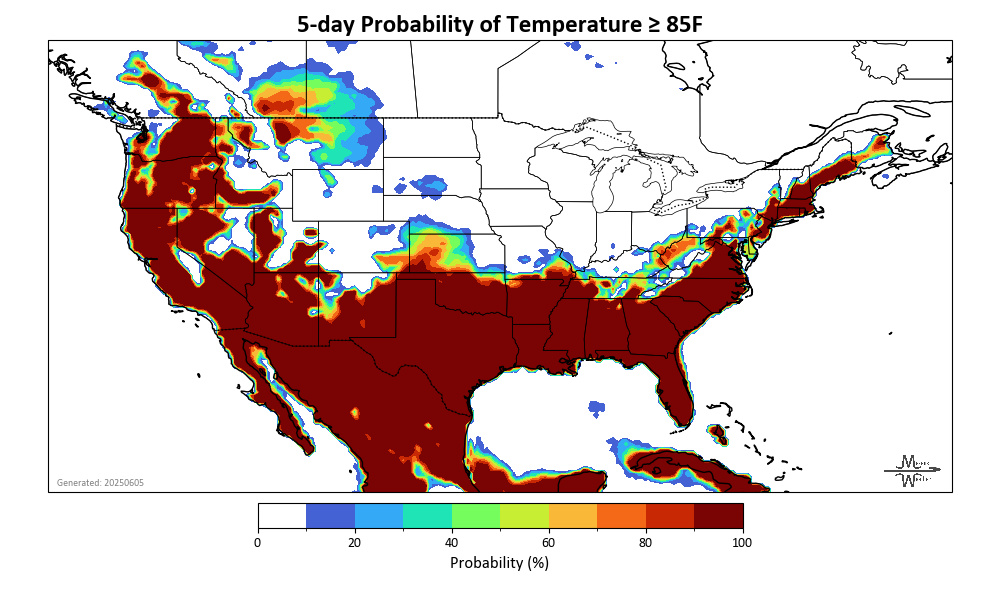 5-day Probability of Temperature ≥ 85F
Generated: 20250605
0 20 40 60 80 100
Probability (%)